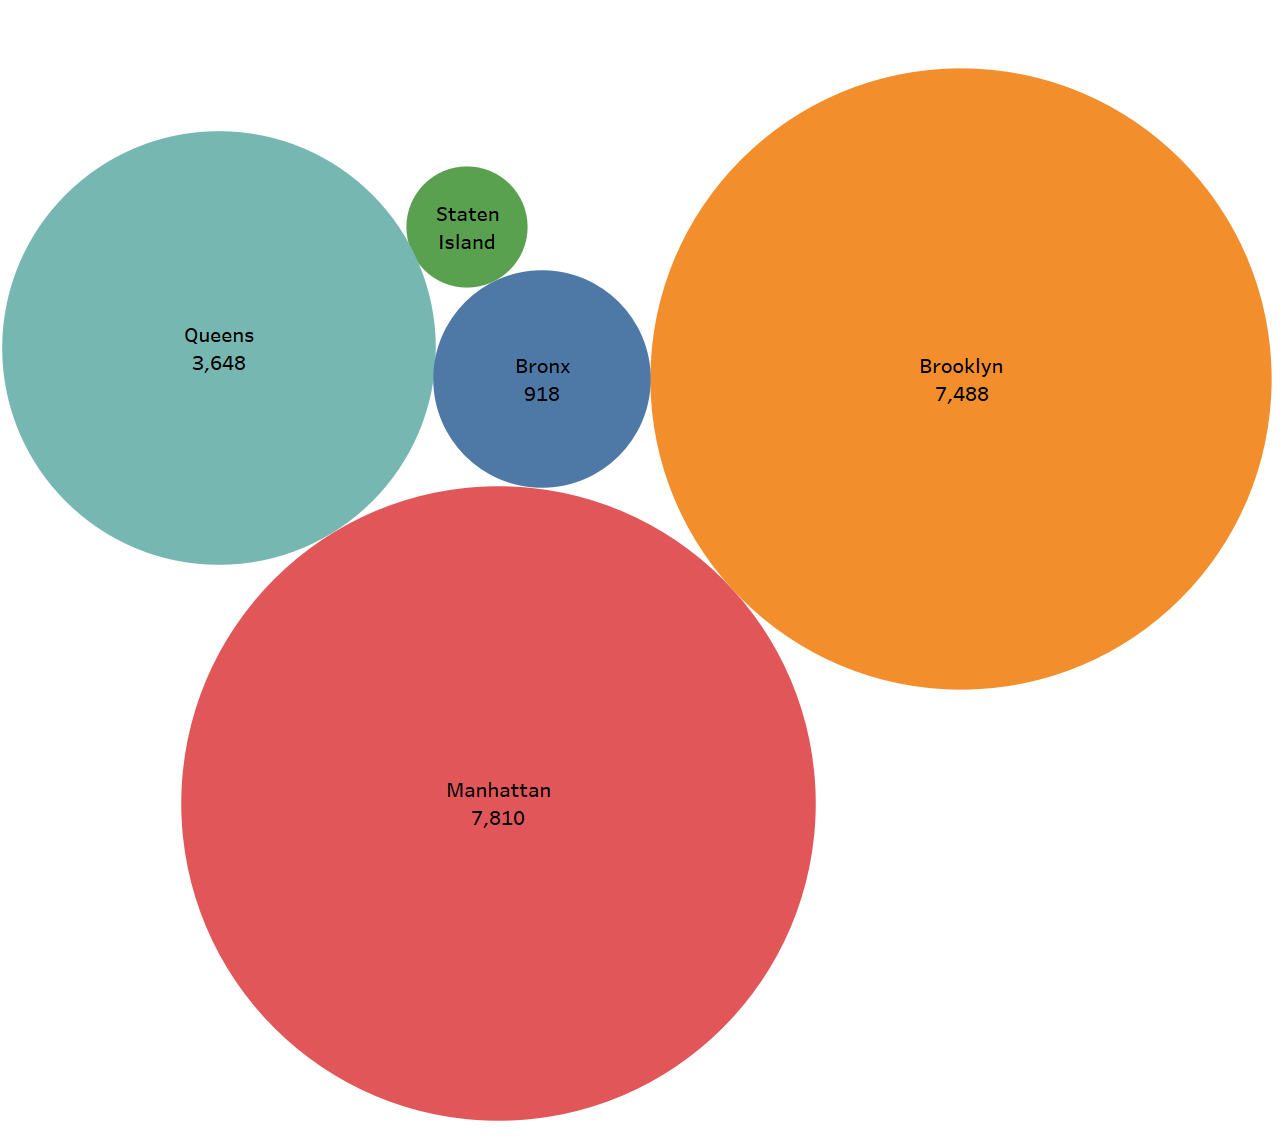 Staten
Island
Queens
3,648
Bronx
918
Brooklyn
7,488
Manhattan
7,810